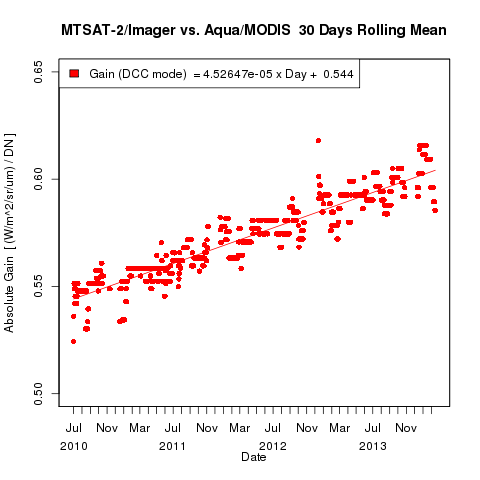 MTSAT-2/Imager vs. Aqua/MODIS 30 Days Rolling Mean
Gain (DCC mode) = 4.52647e-05 x Day + 0.544
Absolute Gain [ (W/m^2/sr/um) / DN ]
0.65
0.60
0.55
0.50
Jul Nov Mar Jul Nov Mar Jul Nov Mar Jul Nov
2010 2011 2012 2013
Date